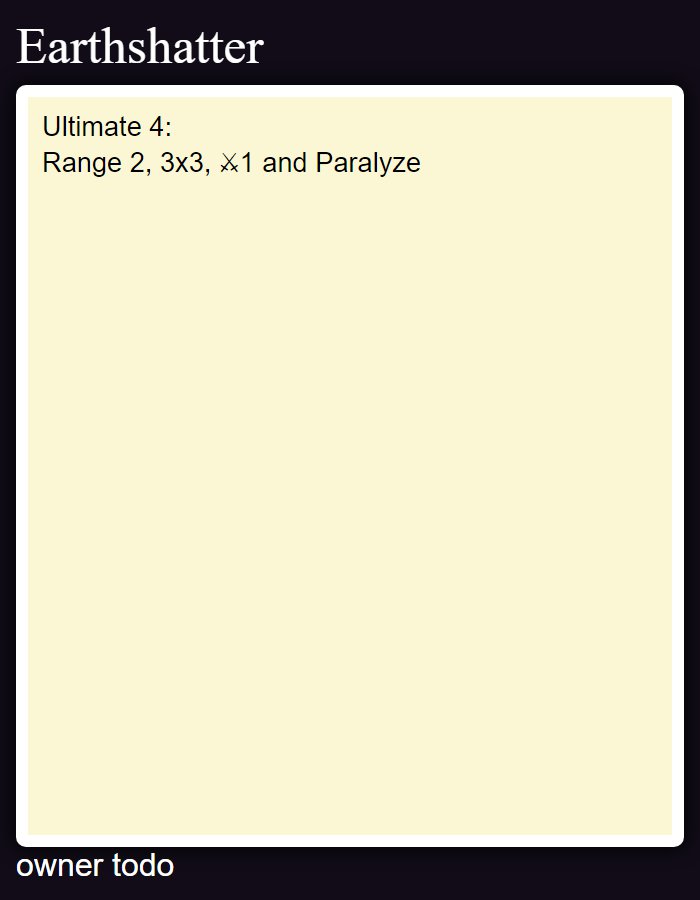 Earthshatter
Ultimate 4:
Range 2, 3x3, ⚔1 and Paralyze
owner todo